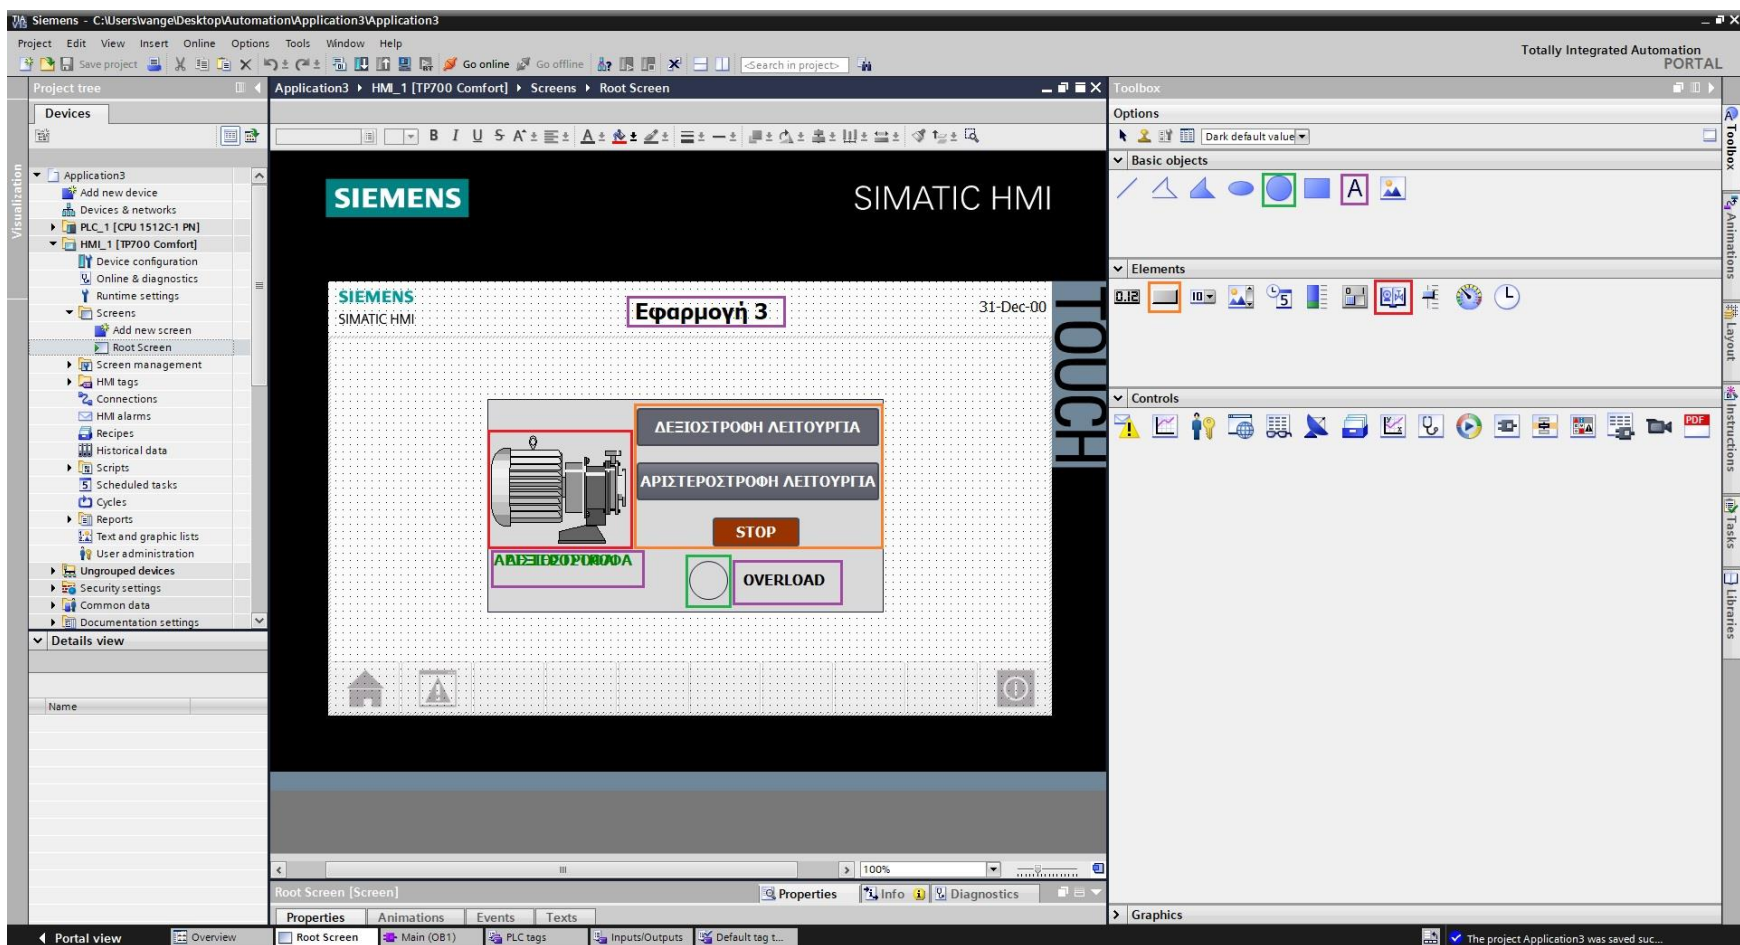 Siemens - C:\Users\vange\Desktop\Automation\Application3\Application3
Project Edit View Insert Online Options Tools Window Help
Totally Integrated Automation
PORTAL
Save project Go online Go offline <Search in project>
Project tree
Devices
Visualization
Application3
Add new device
Devices & networks
PLC_1 [CPU 1512C-1 PN]
HMI_1 [TP700 Comfort]
Device configuration
Online & diagnostics
Runtime settings
Screens
Add new screen
Root Screen
Screen management
HMI tags
Connections
HMI alarms
Recipes
Historical data
Scripts
Scheduled tasks
Cycles
Reports
Text and graphic lists
User administration
Ungrouped devices
Security settings
Common data
Documentation settings
Details view
Name
Application3 HMI_1 [TP700 Comfort] Screens Root Screen
SIEMENS
SIMATIC HMI
TOUCH
SIEMENS
SIMATIC HMI
Εφαρμογή 3
31-Dec-00
ΔΕΞΙΟΣΤΡΟΦΗ ΛΕΙΤΟΥΡΓΙΑ
ΑΡΙΣΤΕΡΟΣΤΡΟΦΗ ΛΕΙΤΟΥΡΓΙΑ
STOP
OVERLOAD
100%
Root Screen [Screen]
Properties Info Diagnostics
Properties Animations Events Texts
Toolbox
Options
Dark default value
Basic objects
A
Elements
0.12 10 5
Controls
PDF
Graphics
Toolbox
Animations
Layout
Instructions
Tasks
Libraries
Portal view Overview Root Screen Main (OB1) PLC tags Inputs/Outputs Default tag t...
The project Application3 was saved suc...